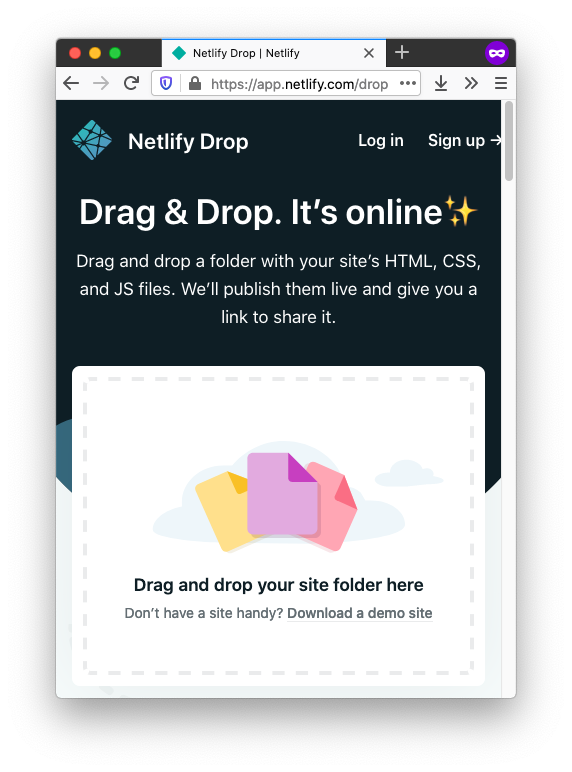 Netlify Drop | Netlify
https://app.netlify.com/drop
Netlify Drop
Log in
Sign up →
Drag & Drop. It’s online✨
Drag and drop a folder with your site’s HTML, CSS,
and JS files. We’ll publish them live and give you a
link to share it.
Drag and drop your site folder here
Don’t have a site handy? Download a demo site